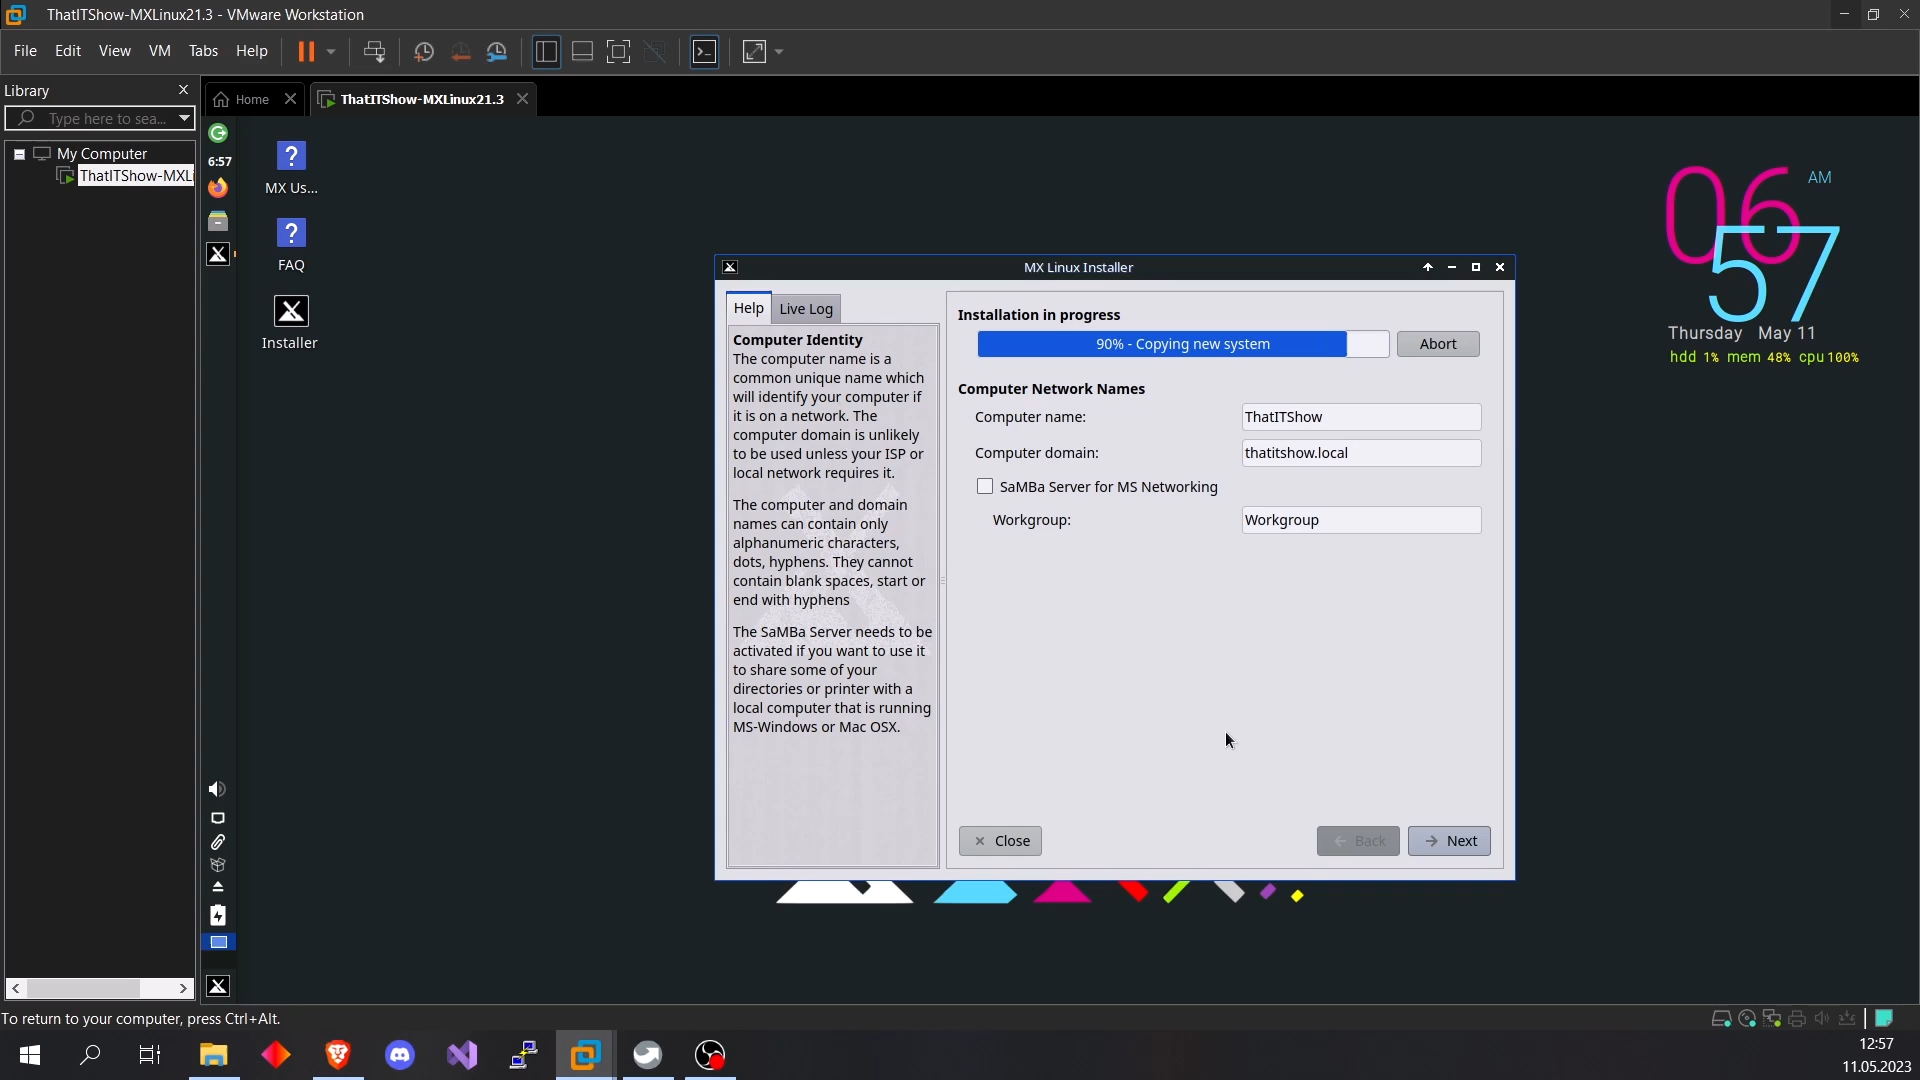 ThatITShow-MXLinux21.3 - VMware Workstation
File Edit View VM Tabs Help
Library
Home
ThatITShow-MXLinux21.3
Type here to sea...
My Computer
ThatITShow-MXLi
6:57
MX Us...
FAQ
Installer
06 AM
57
Thursday May 11
hdd 1% mem 48% cpu 100%
MX Linux Installer
Help
Live Log
Computer Identity
The computer name is a
common unique name which
will identify your computer if
it is on a network. The
computer domain is unlikely
to be used unless your ISP or
local network requires it.
The computer and domain
names can contain only
alphanumeric characters,
dots, hyphens. They cannot
contain blank spaces, start or
end with hyphens
The SaMBa Server needs to be
activated if you want to use it
to share some of your
directories or printer with a
local computer that is running
MS-Windows or Mac OSX.
Installation in progress
90% - Copying new system
Abort
Computer Network Names
Computer name: ThatITShow
Computer domain: thatitshow.local
SaMBa Server for MS Networking
Workgroup: Workgroup
Close
Back
Next
To return to your computer, press Ctrl+Alt.
12:57
11.05.2023